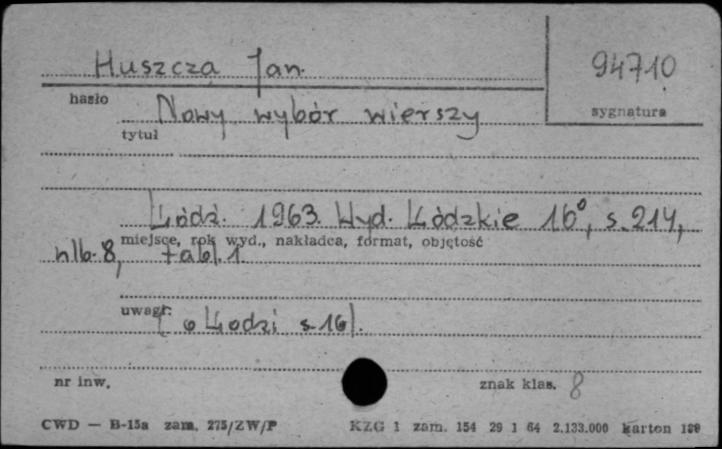 Huszcza Jan.
94710
hasło
sygnatura
Nowy wybór wierszy
tytuł
Łódź. 1963. Wyd. Łódzkie 16°, s. 214,
miejsce, rok wyd., nakładca, format, objętość
nlb. 8, tabl. 1.
uwagi:
[o Łodzi s. 16].
nr inw.
znak klas. 8
CWD — B-15a zam. 275/ZW/P
KZG 1 zam. 154 29 1 64 2.133.000 karton